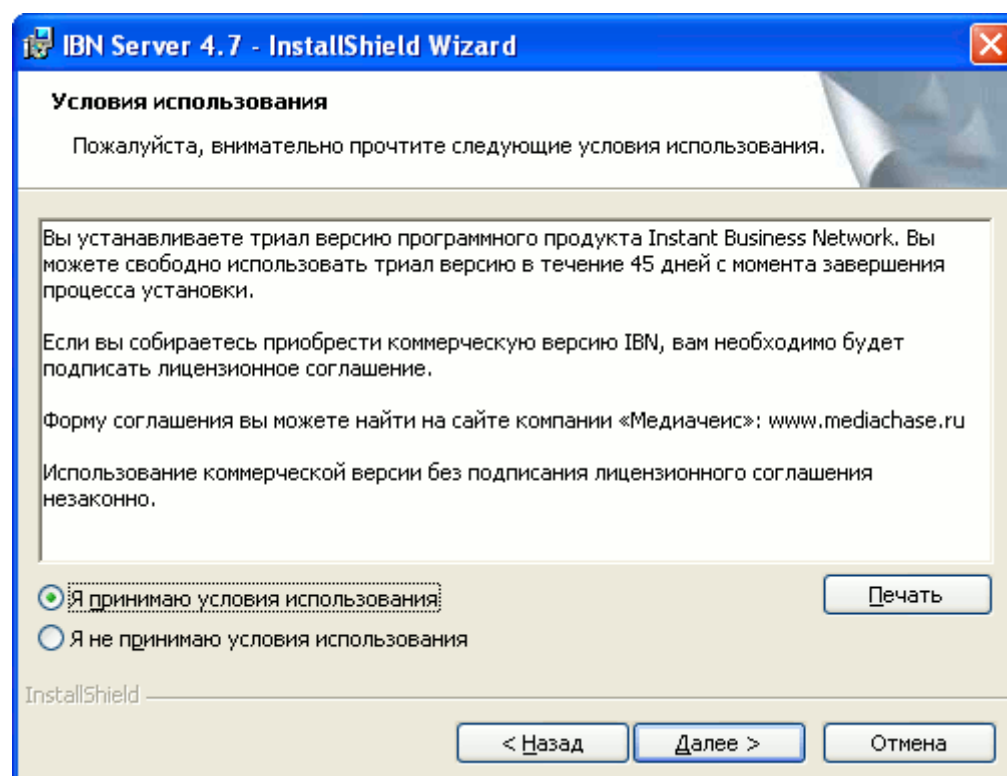 IBN Server 4.7 - InstallShield Wizard
Условия использования
Пожалуйста, внимательно прочтите следующие условия использования.
Вы устанавливаете триал версию программного продукта Instant Business Network. Вы
можете свободно использовать триал версию в течение 45 дней с момента завершения
процесса установки.
Если вы собираетесь приобрести коммерческую версию IBN, вам необходимо будет
подписать лицензионное соглашение.
Форму соглашения вы можете найти на сайте компании «Медиачеис»: www.mediachase.ru
Использование коммерческой версии без подписания лицензионного соглашения
незаконно.
Я принимаю условия использования
Печать
Я не принимаю условия использования
InstallShield
< Назад
Далее >
Отмена